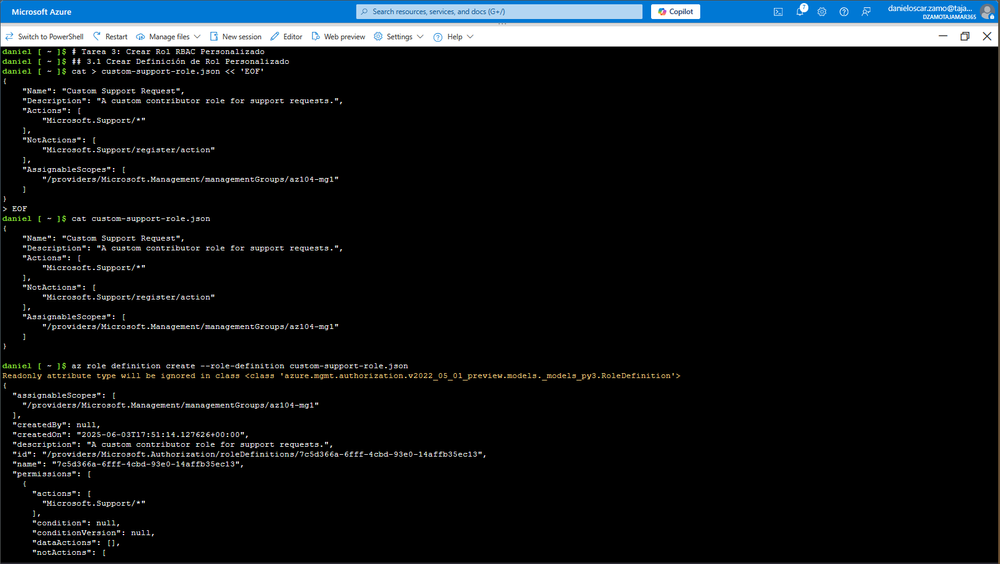 Microsoft Azure
Search resources, services, and docs (G+/)
Copilot
7
danieloscar.zamo@taja...
DZAMOTAJAMAR365
Switch to PowerShell
Restart
Manage files
New session
Editor
Web preview
Settings
Help
daniel [ ~ ]$ # Tarea 3: Crear Rol RBAC Personalizado
daniel [ ~ ]$ ## 3.1 Crear Definición de Rol Personalizado
daniel [ ~ ]$ cat > custom-support-role.json << 'EOF'
{
    "Name": "Custom Support Request",
    "Description": "A custom contributor role for support requests.",
    "Actions": [
        "Microsoft.Support/*"
    ],
    "NotActions": [
        "Microsoft.Support/register/action"
    ],
    "AssignableScopes": [
        "/providers/Microsoft.Management/managementGroups/az104-mg1"
    ]
}
> EOF
daniel [ ~ ]$ cat custom-support-role.json
{
    "Name": "Custom Support Request",
    "Description": "A custom contributor role for support requests.",
    "Actions": [
        "Microsoft.Support/*"
    ],
    "NotActions": [
        "Microsoft.Support/register/action"
    ],
    "AssignableScopes": [
        "/providers/Microsoft.Management/managementGroups/az104-mg1"
    ]
}
daniel [ ~ ]$ az role definition create --role-definition custom-support-role.json
Readonly attribute type will be ignored in class <class 'azure.mgmt.authorization.v2022_05_01_preview.models._models_py3.RoleDefinition'>
{
  "assignableScopes": [
    "/providers/Microsoft.Management/managementGroups/az104-mg1"
  ],
  "createdBy": null,
  "createdOn": "2025-06-03T17:51:14.127626+00:00",
  "description": "A custom contributor role for support requests.",
  "id": "/providers/Microsoft.Authorization/roleDefinitions/7c5d366a-6fff-4cbd-93e0-14affb35ec13",
  "name": "7c5d366a-6fff-4cbd-93e0-14affb35ec13",
  "permissions": [
    {
      "actions": [
        "Microsoft.Support/*"
      ],
      "condition": null,
      "conditionVersion": null,
      "dataActions": [],
      "notActions": [